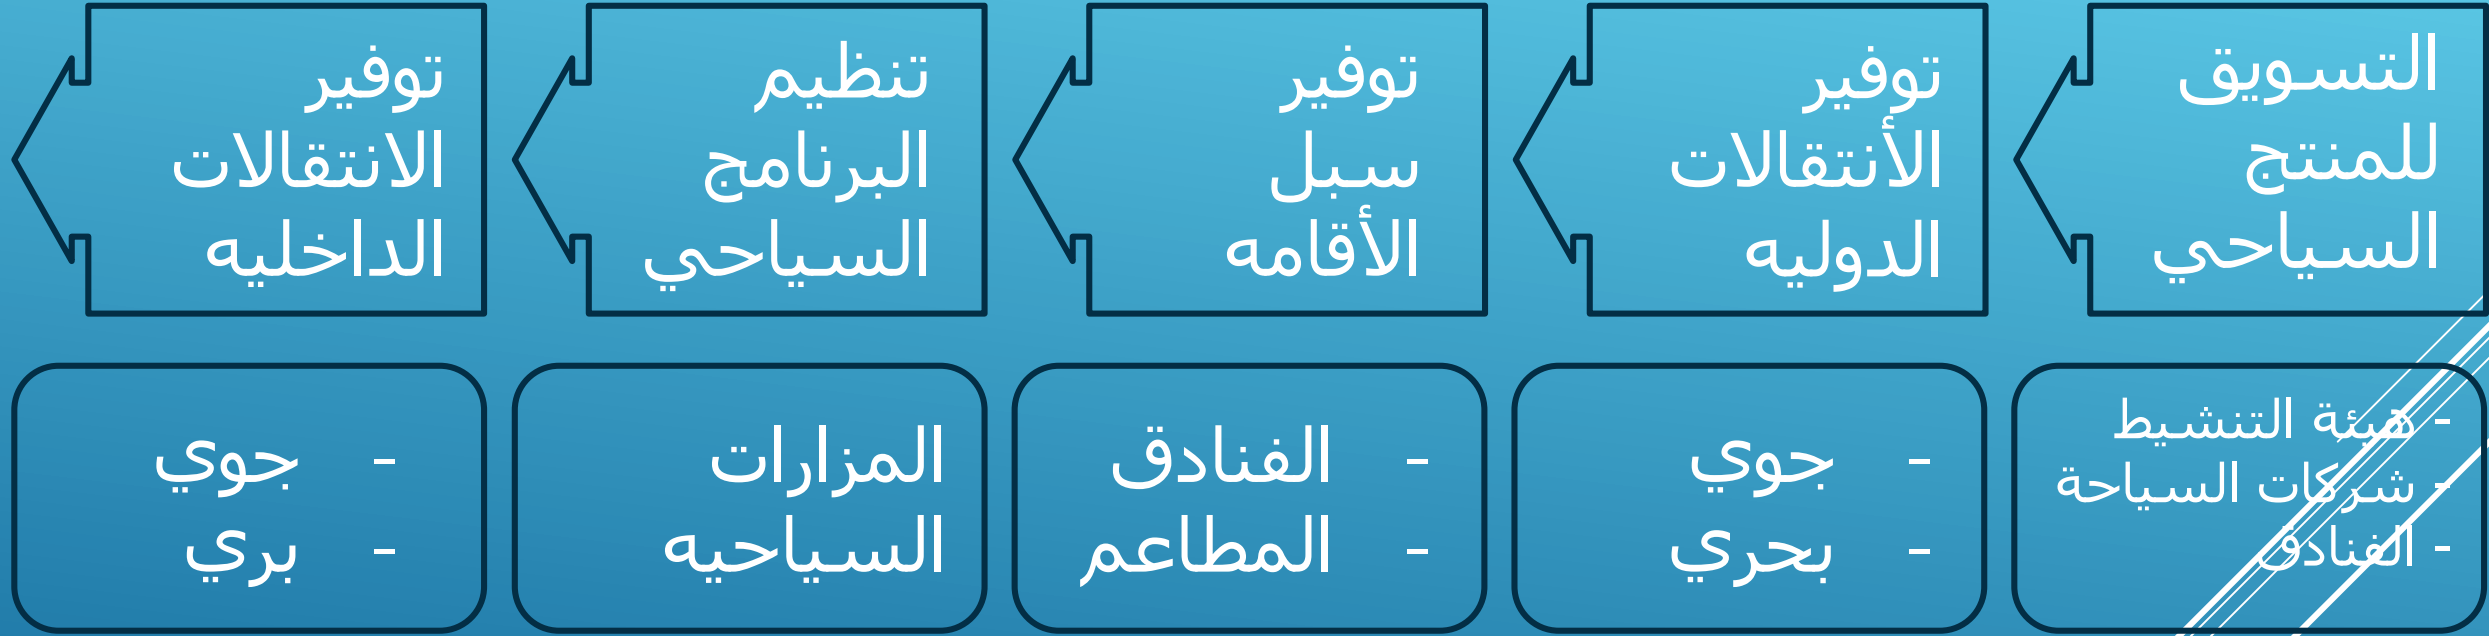 التسويق
للمنتج
السياحي
توفير
الأنتقالات
الدوليه
توفير
سبل
الأقامه
تنظيم
البرنامج
السياحي
توفير
الانتقالات
الداخليه
- هيئة التنشيط
- شركات السياحة
- الفنادق
- جوي
- بحري
- الفنادق
- المطاعم
المزارات
السياحيه
- جوي
- بري